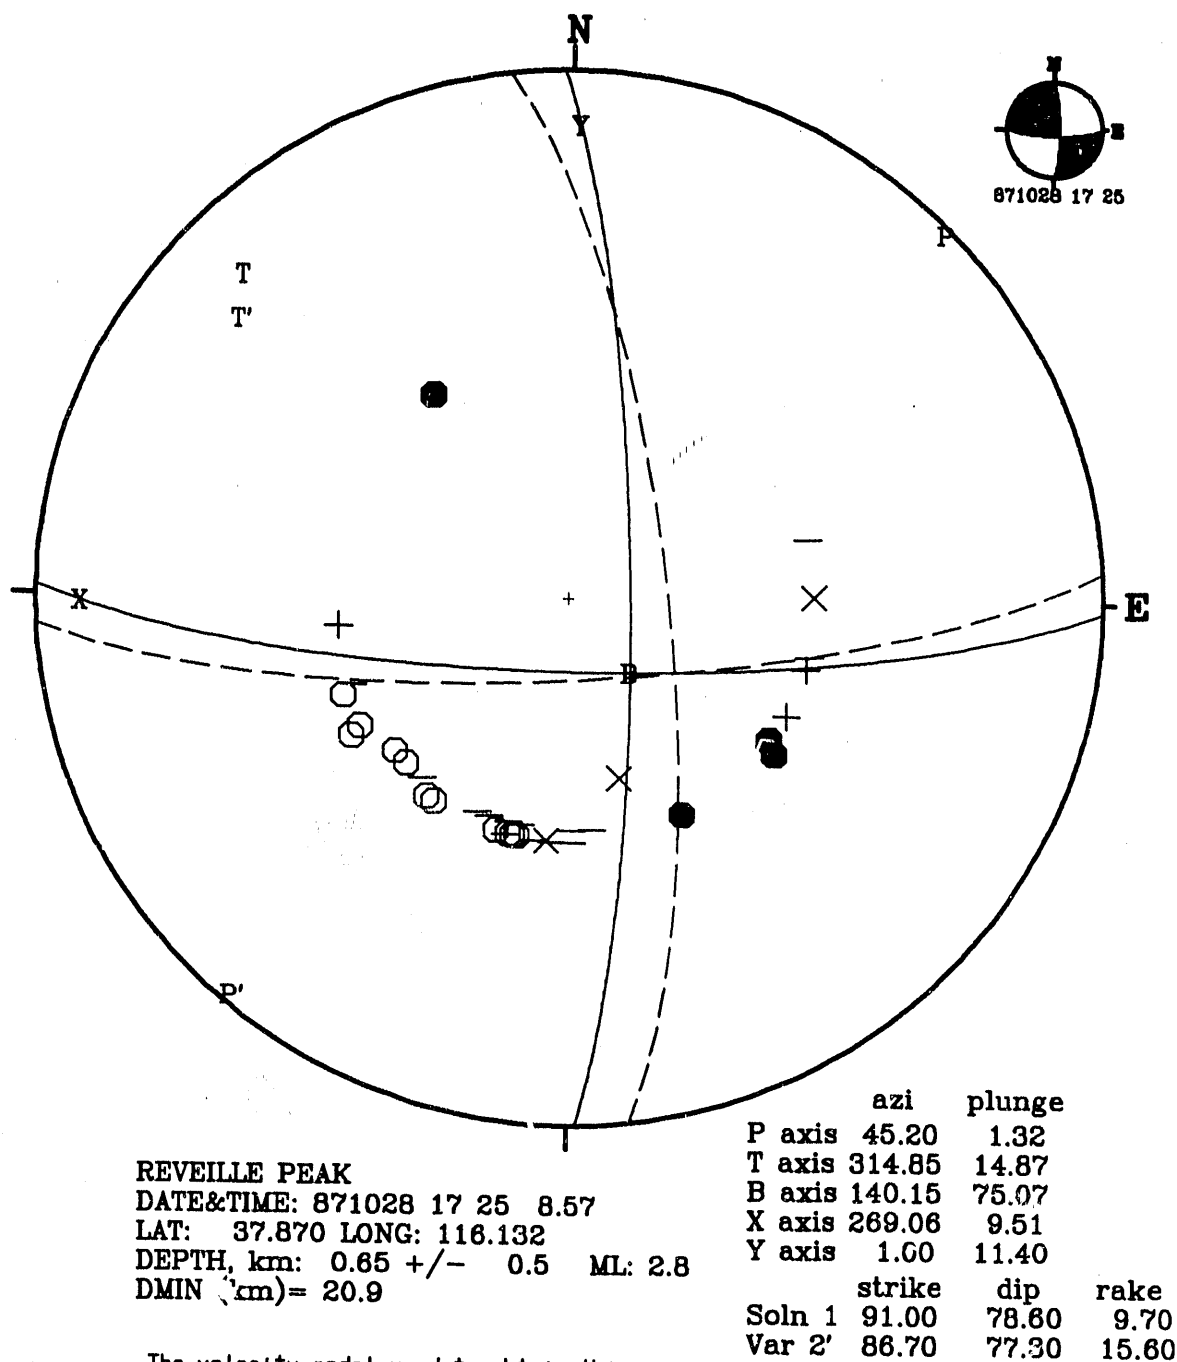 N
N
E
871028 17 25
Y
P
T
T'
X
E
B
P'
azi plunge
P axis 45.20 1.32
T axis 314.85 14.87
B axis 140.15 75.07
X axis 269.06 9.51
Y axis 1.00 11.40
strike dip rake
Soln 1 91.00 78.60 9.70
Var 2' 86.70 77.30 15.60
REVEILLE PEAK
DATE&TIME: 871028 17 25 8.57
LAT: 37.870 LONG: 116.132
DEPTH, km: 0.65 +/- 0.5 ML: 2.8
DMIN (km)= 20.9
The velocity model